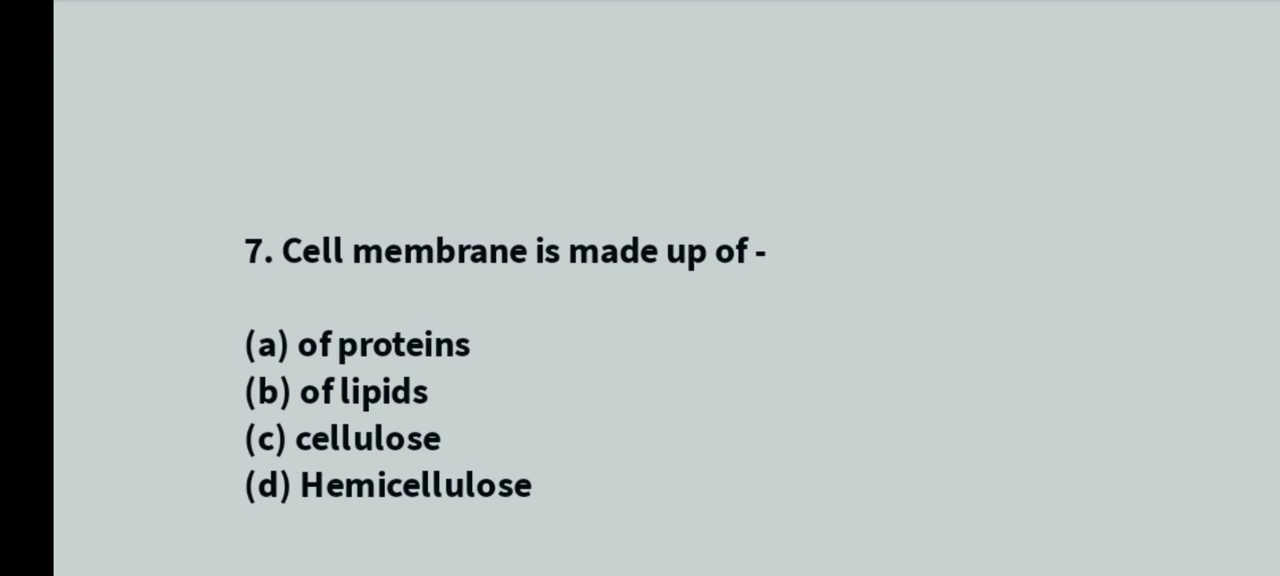 7. Cell membrane is made up of -
(a) of proteins
(b) of lipids
(c) cellulose
(d) Hemicellulose